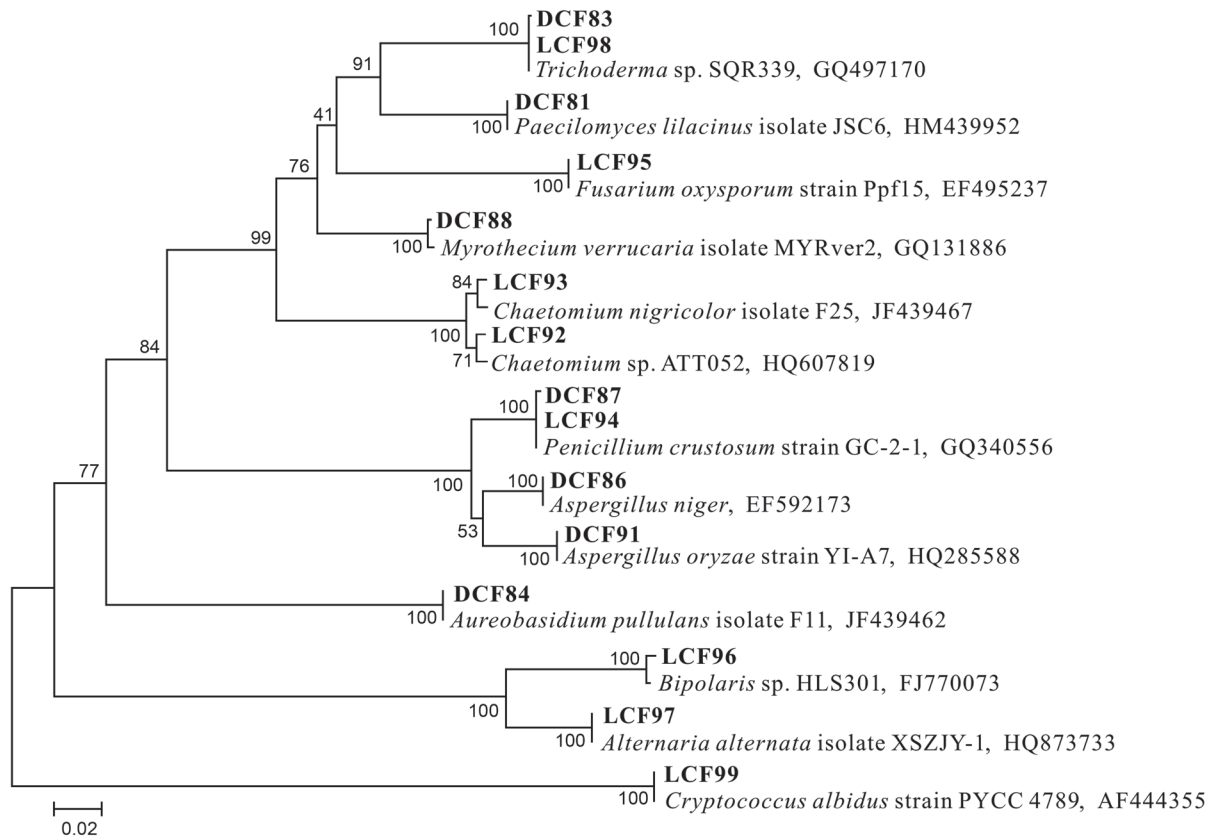 DCF83
100
LCF98
Trichoderma sp. SQR339, GQ497170
91
DCF81
41
100
Paecilomyces lilacinus isolate JSC6, HM439952
LCF95
76
100
Fusarium oxysporum strain Ppf15, EF495237
DCF88
99
100
Myrothecium verrucaria isolate MYRver2, GQ131886
84
LCF93
Chaetomium nigricolor isolate F25, JF439467
100
LCF92
84
71
Chaetomium sp. ATT052, HQ607819
DCF87
100
LCF94
Penicillium crustosum strain GC-2-1, GQ340556
77
100
100
DCF86
Aspergillus niger, EF592173
53
DCF91
100
Aspergillus oryzae strain YI-A7, HQ285588
DCF84
100
Aureobasidium pullulans isolate F11, JF439462
100
LCF96
Bipolaris sp. HLS301, FJ770073
100
LCF97
100
Alternaria alternata isolate XSZJY-1, HQ873733
LCF99
100
Cryptococcus albidus strain PYCC 4789, AF444355
0.02